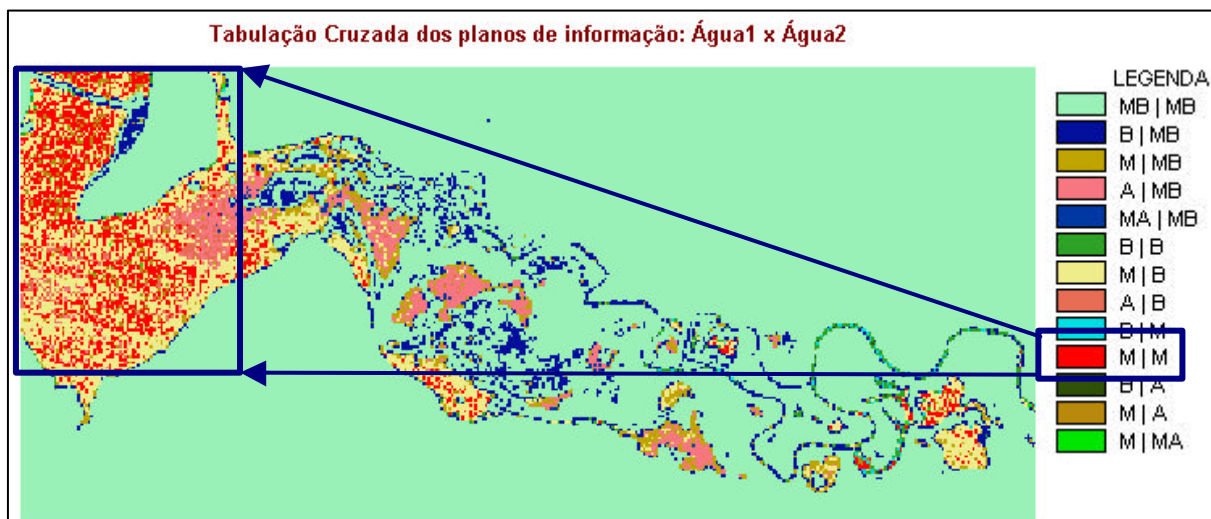 Tabulação Cruzada dos planos de informação: Água1 x Água2
LEGENDA
MB | MB
B | MB
M | MB
A | MB
MA | MB
B | B
M | B
A | B
B | M
M | M
B | A
M | A
M | MA